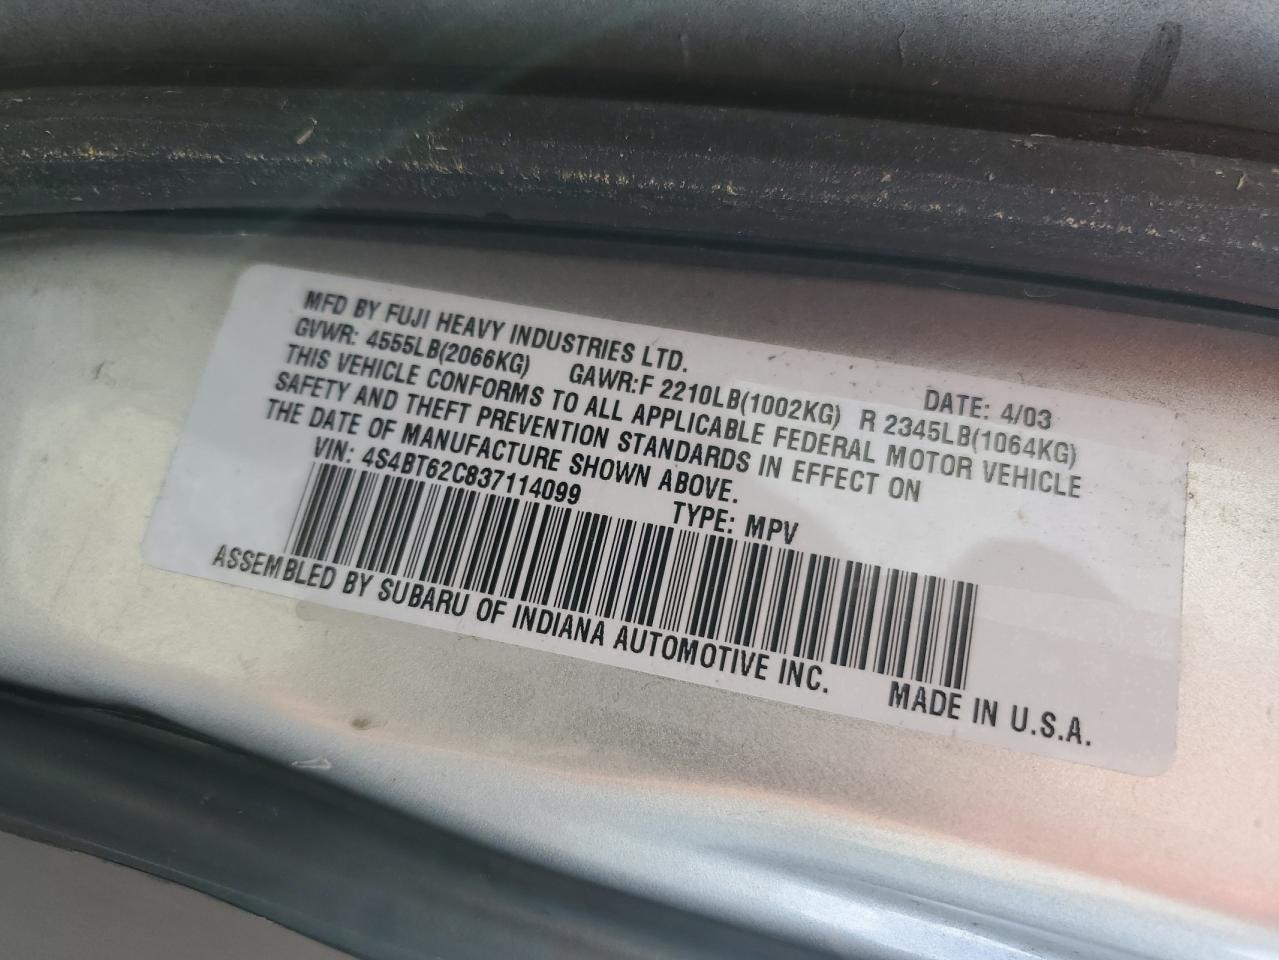 MFD BY FUJI HEAVY INDUSTRIES LTD. DATE: 4/03
GVWR: 4555LB(2066KG) GAWR:F 2210LB(1002KG) R 2345LB(1064KG)
THIS VEHICLE CONFORMS TO ALL APPLICABLE FEDERAL MOTOR VEHICLE
SAFETY AND THEFT PREVENTION STANDARDS IN EFFECT ON
THE DATE OF MANUFACTURE SHOWN ABOVE.
VIN: 4S4BT62C837114099 TYPE: MPV
ASSEMBLED BY SUBARU OF INDIANA AUTOMOTIVE INC. MADE IN U.S.A.